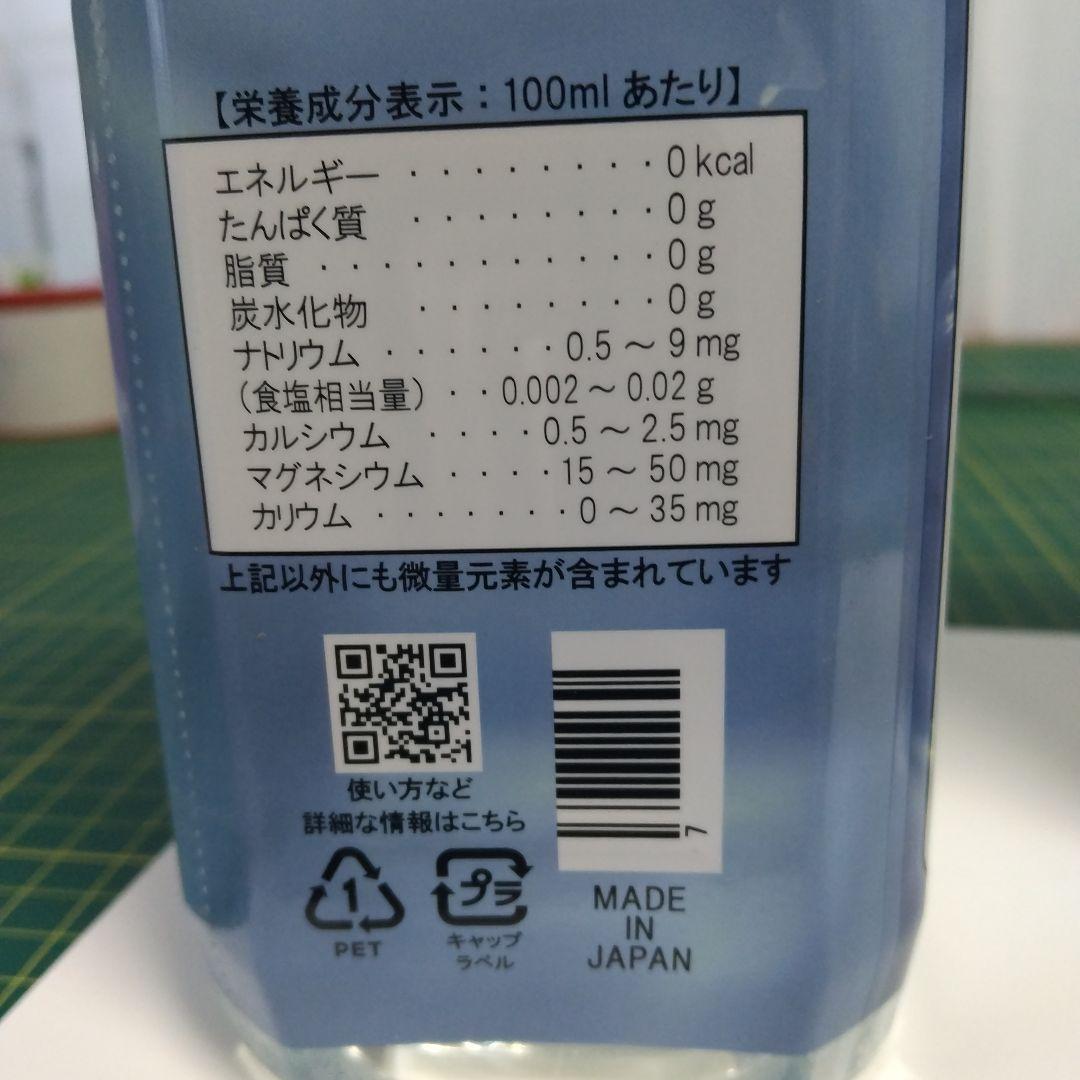 【栄養成分表示：100ml あたり】
エネルギー ········0 kcal
たんぱく質 ········0 g
脂質 ···········0 g
炭水化物 ········0 g
ナトリウム ······0.5 ～ 9 mg
（食塩相当量）··0.002 ～ 0.02 g
カルシウム ····0.5 ～ 2.5 mg
マグネシウム ····15 ～ 50 mg
カリウム ·······0 ～ 35 mg
上記以外にも微量元素が含まれています
使い方など
詳細な情報はこちら
7
1
PET
プラ
キャップ
ラベル
MADE
IN
JAPAN